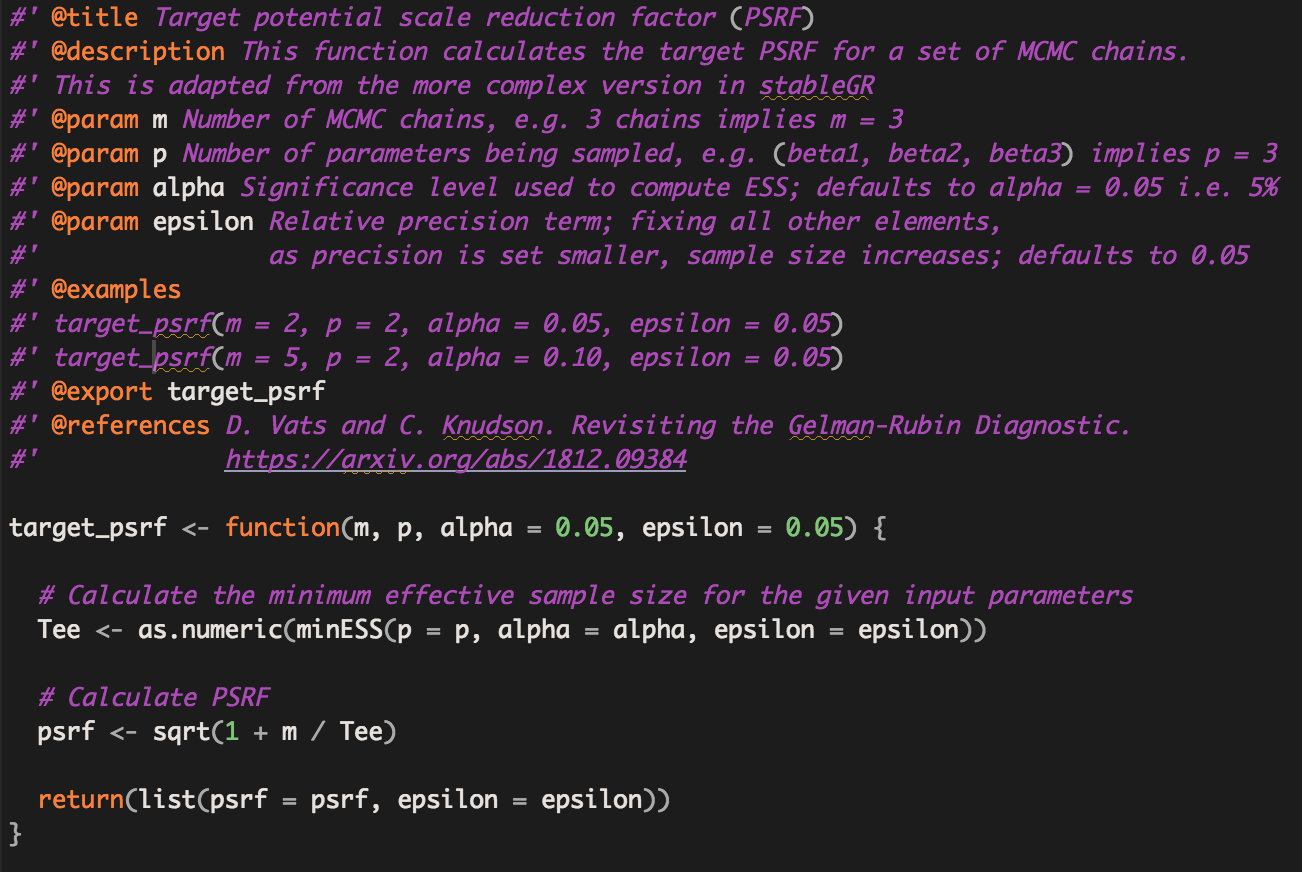 #' @title Target potential scale reduction factor (PSRF)
#' @description This function calculates the target PSRF for a set of MCMC chains.
#' This is adapted from the more complex version in stableGR
#' @param m Number of MCMC chains, e.g. 3 chains implies m = 3
#' @param p Number of parameters being sampled, e.g. (beta1, beta2, beta3) implies p = 3
#' @param alpha Significance level used to compute ESS; defaults to alpha = 0.05 i.e. 5%
#' @param epsilon Relative precision term; fixing all other elements,
#'                as precision is set smaller, sample size increases; defaults to 0.05
#' @examples
#' target_psrf(m = 2, p = 2, alpha = 0.05, epsilon = 0.05)
#' target_psrf(m = 5, p = 2, alpha = 0.10, epsilon = 0.05)
#' @export target_psrf
#' @references D. Vats and C. Knudson. Revisiting the Gelman-Rubin Diagnostic.
#'             https://arxiv.org/abs/1812.09384
target_psrf <- function(m, p, alpha = 0.05, epsilon = 0.05) {
  # Calculate the minimum effective sample size for the given input parameters
  Tee <- as.numeric(minESS(p = p, alpha = alpha, epsilon = epsilon))
  # Calculate PSRF
  psrf <- sqrt(1 + m / Tee)
  return(list(psrf = psrf, epsilon = epsilon))
}